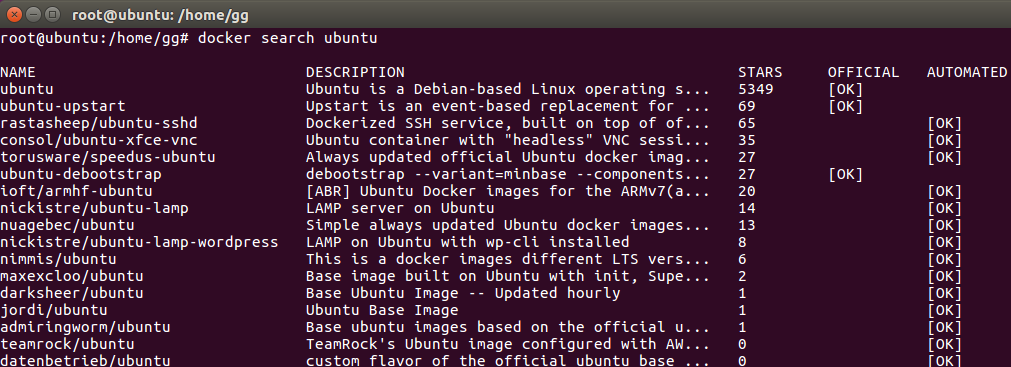 root@ubuntu: /home/gg
root@ubuntu:/home/gg# docker search ubuntu
NAME DESCRIPTION STARS OFFICIAL AUTOMATED
ubuntu Ubuntu is a Debian-based Linux operating s... 5349 [OK]
ubuntu-upstart Upstart is an event-based replacement for ... 69 [OK]
rastasheep/ubuntu-sshd Dockerized SSH service, built on top of of... 65 [OK]
consol/ubuntu-xfce-vnc Ubuntu container with "headless" VNC sessi... 35 [OK]
torusware/speedus-ubuntu Always updated official Ubuntu docker imag... 27 [OK]
ubuntu-debootstrap debootstrap --variant=minbase --components... 27 [OK]
ioft/armhf-ubuntu [ABR] Ubuntu Docker images for the ARMv7(a... 20 [OK]
nickistre/ubuntu-lamp LAMP server on Ubuntu 14 [OK]
nuagebec/ubuntu Simple always updated Ubuntu docker images... 13 [OK]
nickistre/ubuntu-lamp-wordpress LAMP on Ubuntu with wp-cli installed 8 [OK]
nimmis/ubuntu This is a docker images different LTS vers... 6 [OK]
maxexcloo/ubuntu Base image built on Ubuntu with init, Supe... 2 [OK]
darksheer/ubuntu Base Ubuntu Image -- Updated hourly 1 [OK]
jordi/ubuntu Ubuntu Base Image 1 [OK]
admiringworm/ubuntu Base ubuntu images based on the official u... 1 [OK]
teamrock/ubuntu TeamRock's Ubuntu image configured with AW... 0 [OK]
datenbetrieb/ubuntu custom flavor of the official ubuntu base ... 0 [OK]